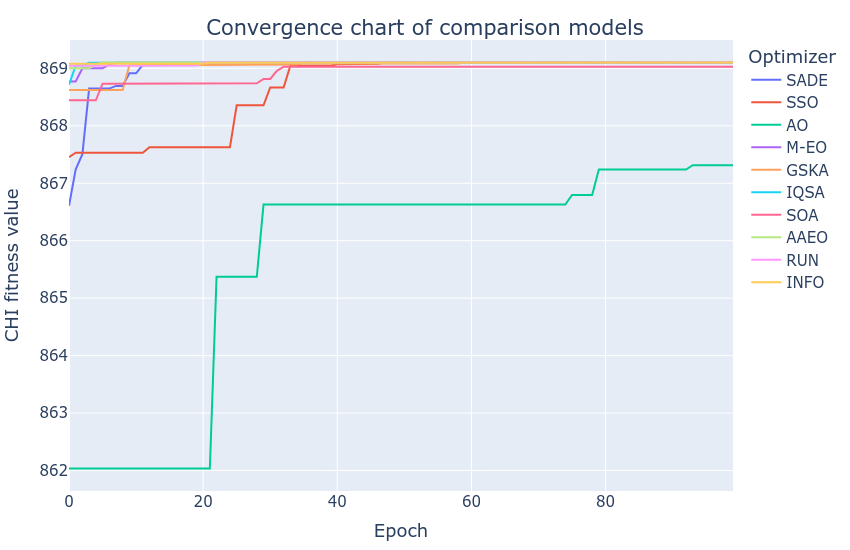 Convergence chart of comparison models
Optimizer
SADE
SSO
AO
M-EO
GSKA
IQSA
SOA
AAEO
RUN
INFO
CHI fitness value
869
868
867
866
865
864
863
862
0
20
40
60
80
Epoch